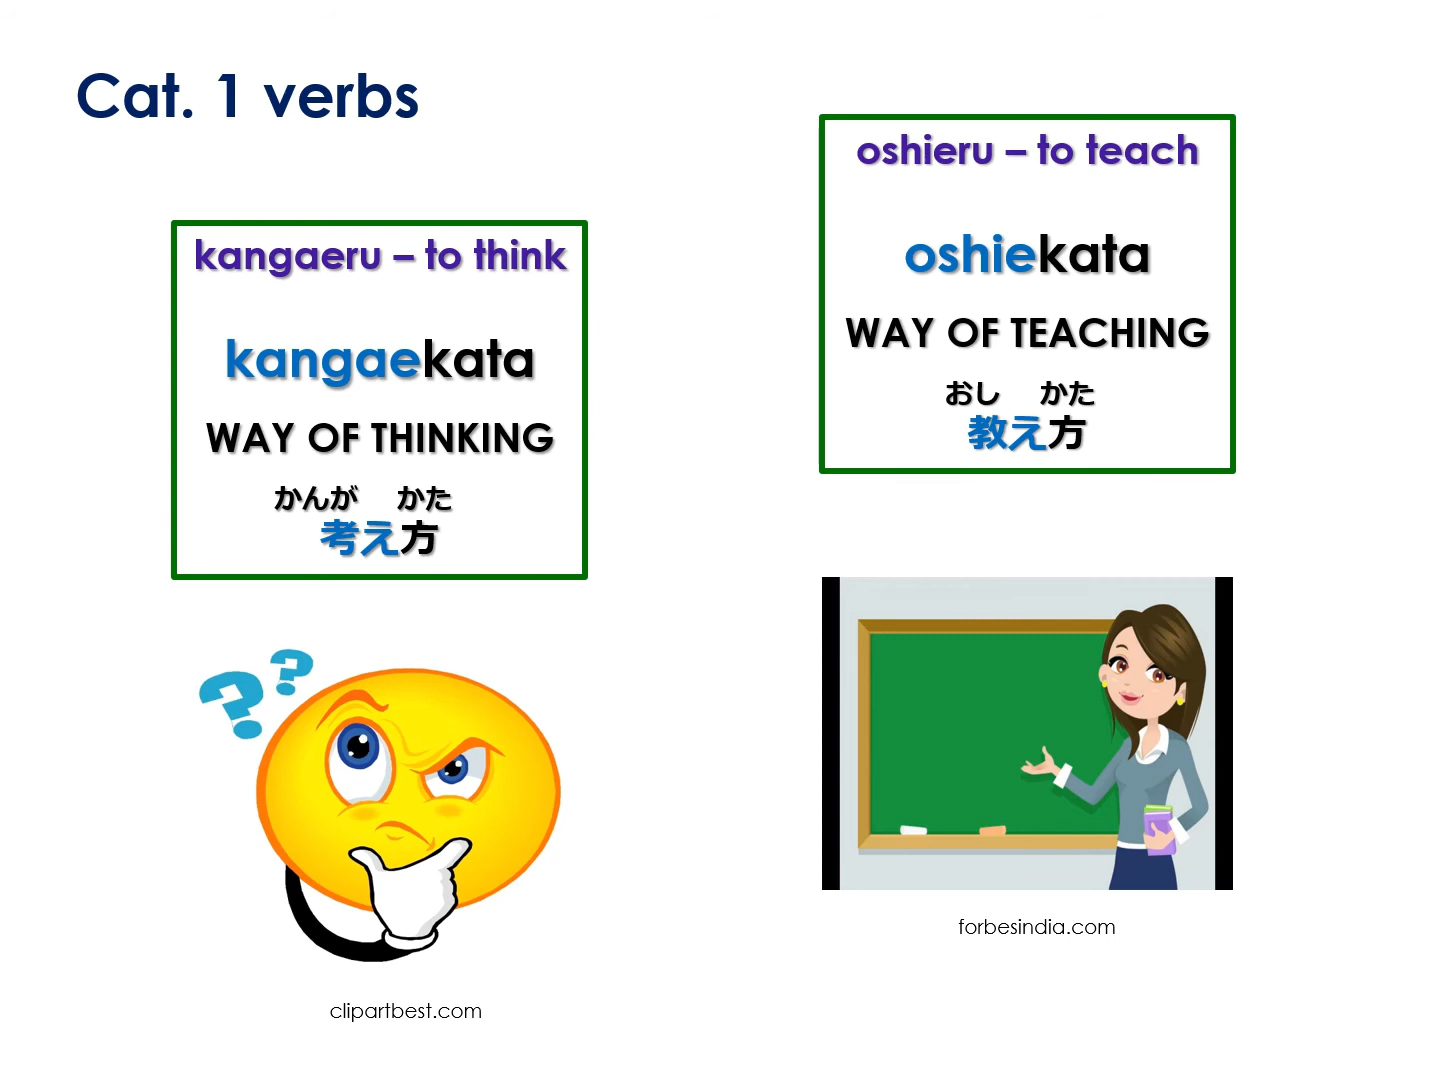 Cat. 1 verbs
kangaeru – to think
kangaekata
WAY OF THINKING
かんが かた
考え方
clipartbest.com
oshieru – to teach
oshiekata
WAY OF TEACHING
おし かた
教え方
forbesindia.com
??